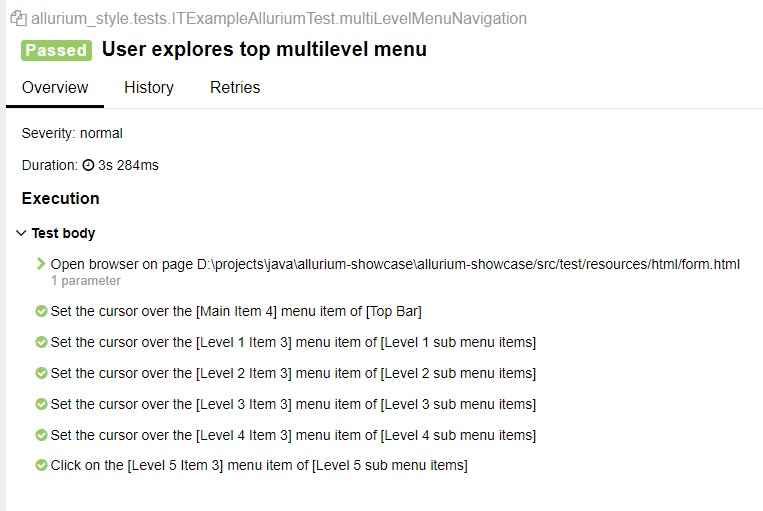 allurium_style.tests.ITExampleAlluriumTest.multiLevelMenuNavigation
Passed User explores top multilevel menu
Overview History Retries
Severity: normal
Duration: 3s 284ms
Execution
Test body
Open browser on page D:\projects\java\allurium-showcase\allurium-showcase/src/test/resources/html/form.html
1 parameter
Set the cursor over the [Main Item 4] menu item of [Top Bar]
Set the cursor over the [Level 1 Item 3] menu item of [Level 1 sub menu items]
Set the cursor over the [Level 2 Item 3] menu item of [Level 2 sub menu items]
Set the cursor over the [Level 3 Item 3] menu item of [Level 3 sub menu items]
Set the cursor over the [Level 4 Item 3] menu item of [Level 4 sub menu items]
Click on the [Level 5 Item 3] menu item of [Level 5 sub menu items]